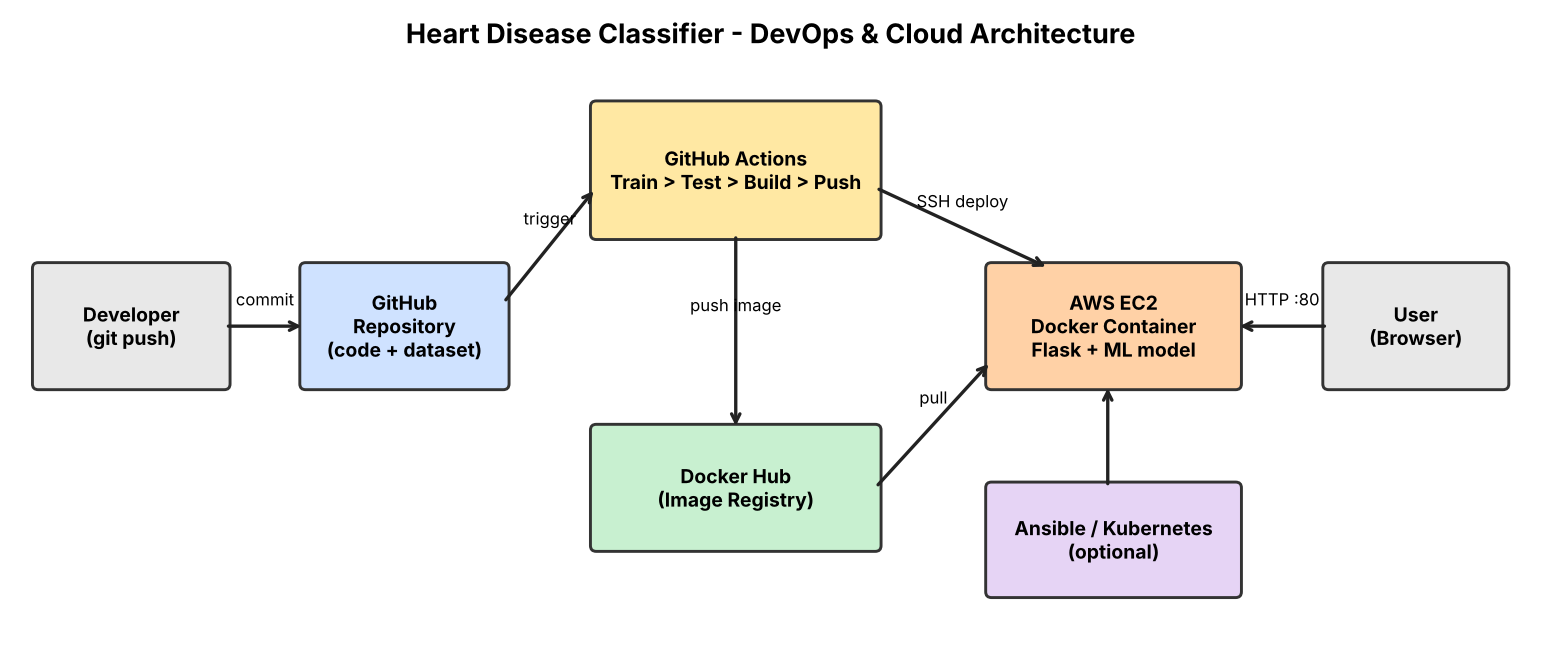 Heart Disease Classifier - DevOps & Cloud Architecture
GitHub Actions
Train > Test > Build > Push
trigger
SSH deploy
Developer
(git push)
commit
GitHub
Repository
(code + dataset)
push image
AWS EC2
Docker Container
Flask + ML model
HTTP :80
User
(Browser)
pull
Docker Hub
(Image Registry)
Ansible / Kubernetes
(optional)